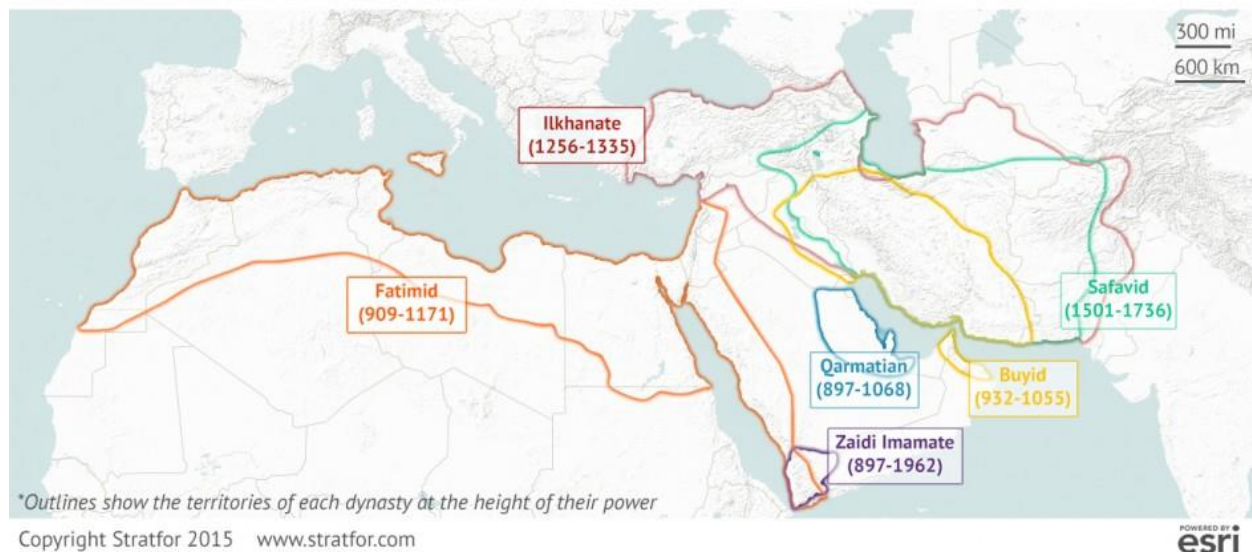 300 mi
600 km
Ilkhanate
(1256-1335)
Fatimid
(909-1171)
Safavid
(1501-1736)
Qarmatian
(897-1068)
Buyid
(932-1055)
Zaidi Imamate
(897-1962)
*Outlines show the territories of each dynasty at the height of their power
Copyright Stratfor 2015 www.stratfor.com
POWERED BY
esri